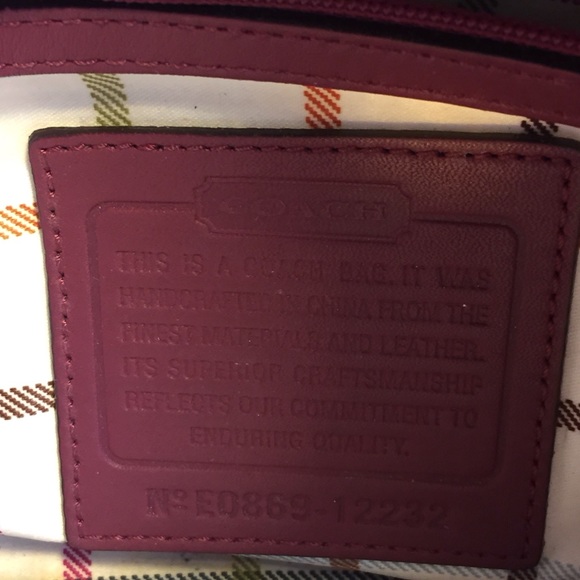 COACH
THIS IS A COACH BAG. IT WAS
HANDCRAFTED IN CHINA FROM THE
FINEST MATERIALS AND LEATHER.
ITS SUPERIOR CRAFTSMANSHIP
REFLECTS OUR COMMITMENT TO
ENDURING QUALITY.
Nº E0869-12232